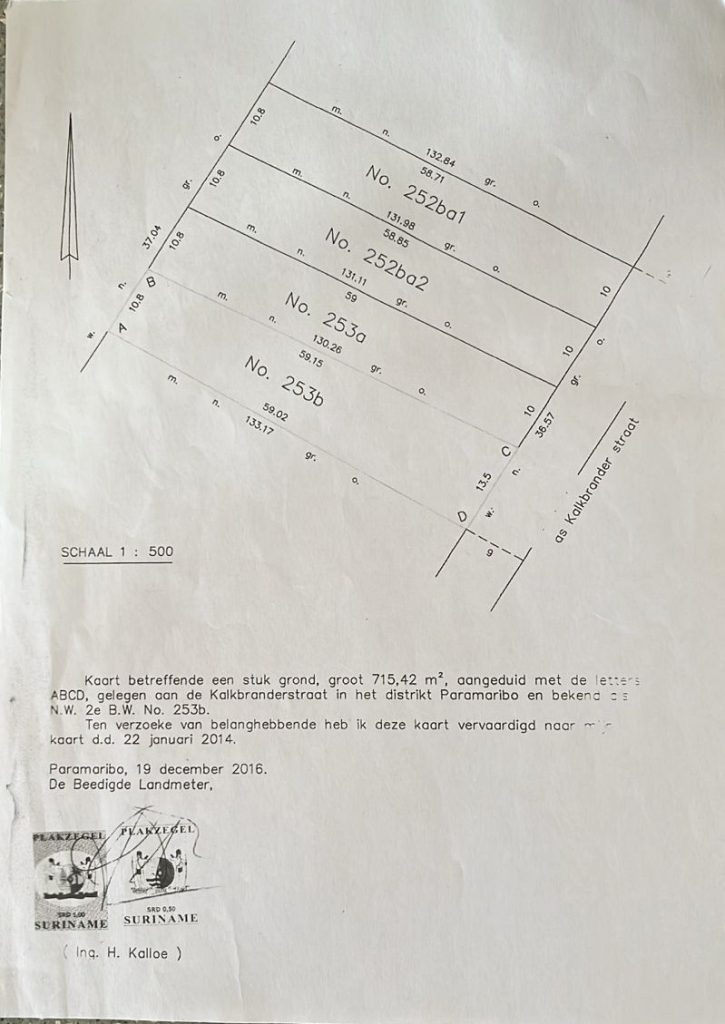 10.8
m.
n.
132.84
58.71
gr.
o.
No. 252ba1
o.
gr.
37.04
n.
w.
10.8
m.
n.
131.98
58.85
gr.
o.
No. 252ba2
10
10.8
m.
n.
131.11
59
gr.
o.
No. 253a
10
10.8
B
A
m.
n.
130.26
59.15
gr.
o.
No. 253b
10
o.
gr.
36.57
n.
w.
m.
n.
59.02
133.17
gr.
o.
C
13.5
D
9
as Kalkbrander straat
SCHAAL 1 : 500
Kaart betreffende een stuk grond, groot 715,42 m², aangeduid met de letters
ABCD, gelegen aan de Kalkbranderstraat in het distrikt Paramaribo en bekend als
N.W. 2e B.W. No. 253b.
Ten verzoeke van belanghebbende heb ik deze kaart vervaardigd naar mijn
kaart d.d. 22 januari 2014.
Paramaribo, 19 december 2016.
De Beedigde Landmeter,
PLAKZEGEL
SRD 1,00
SURINAME
PLAKZEGEL
SRD 0,50
SURINAME
( Ing. H. Kalloe )